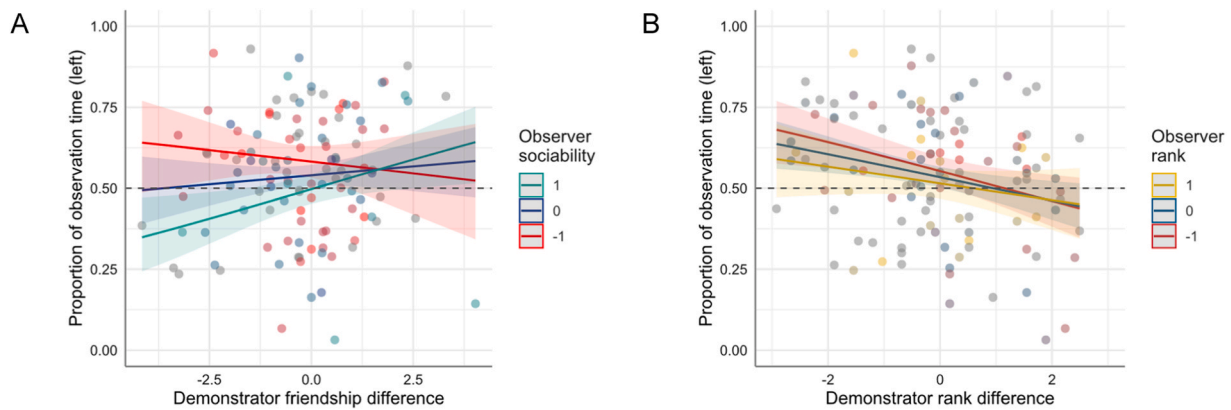 A
Proportion of observation time (left)
1.00
0.75
0.50
0.25
0.00
-2.5
0.0
2.5
Demonstrator friendship difference
Observer
sociability
1
0
-1
B
Proportion of observation time (left)
1.00
0.75
0.50
0.25
0.00
-2
0
2
Demonstrator rank difference
Observer
rank
1
0
-1